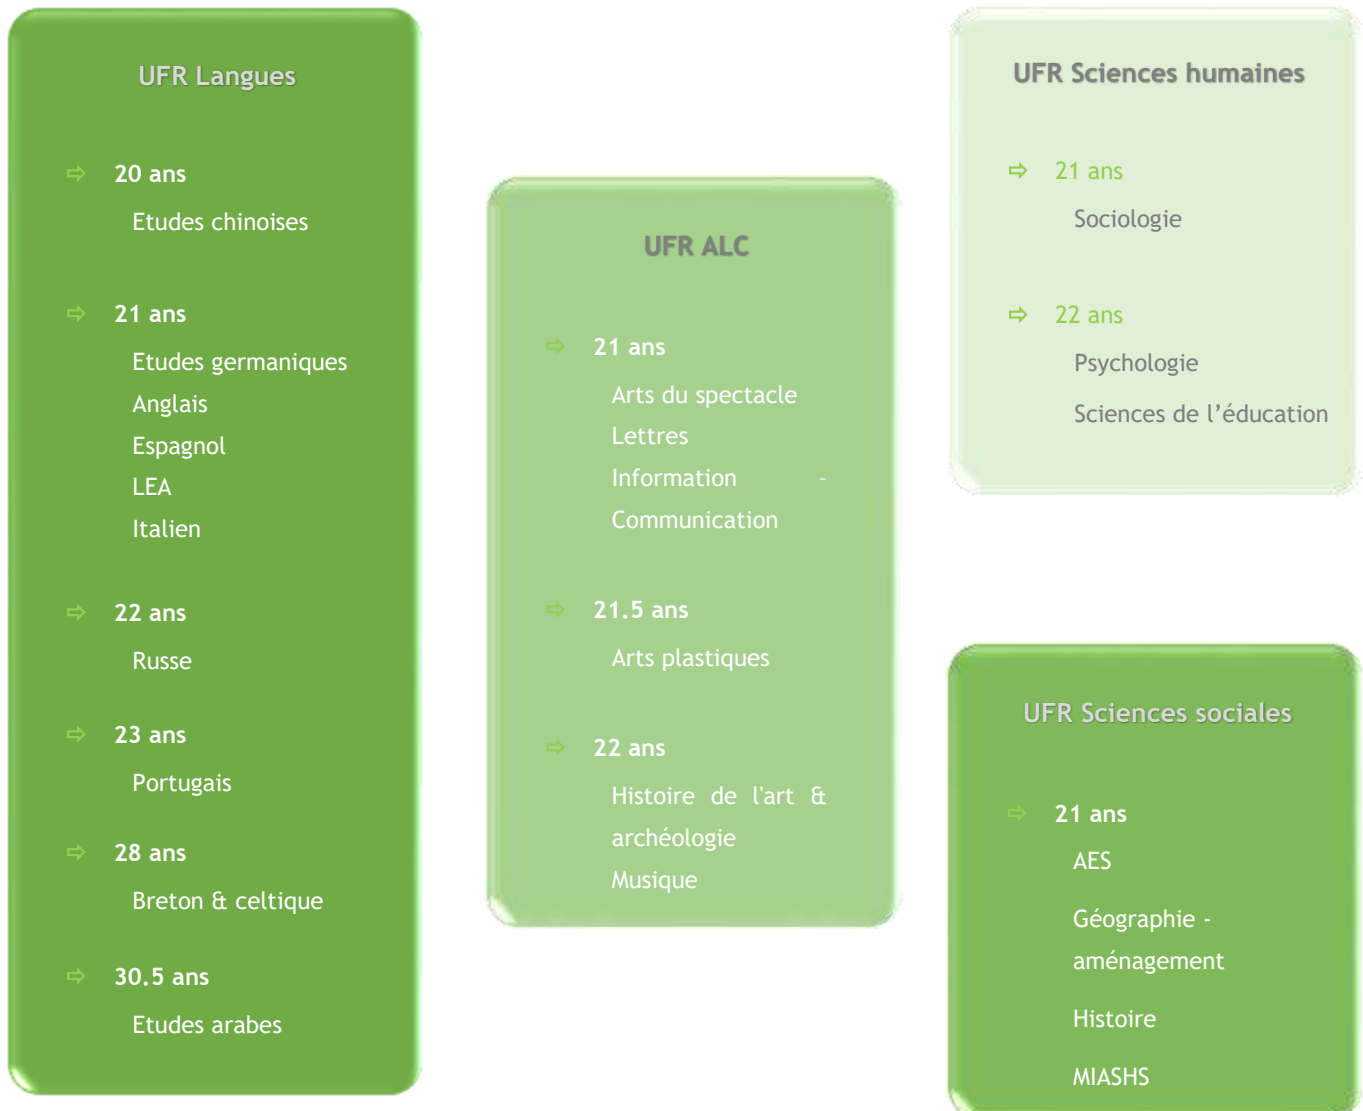 UFR Langues
20 ans
Etudes chinoises
21 ans
Etudes germaniques
Anglais
Espagnol
LEA
Italien
22 ans
Russe
23 ans
Portugais
28 ans
Breton & celtique
30.5 ans
Etudes arabes
UFR ALC
21 ans
Arts du spectacle
Lettres
Information -
Communication
21.5 ans
Arts plastiques
22 ans
Histoire de l'art &
archéologie
Musique
UFR Sciences humaines
21 ans
Sociologie
22 ans
Psychologie
Sciences de l’éducation
UFR Sciences sociales
21 ans
AES
Géographie -
aménagement
Histoire
MIASHS